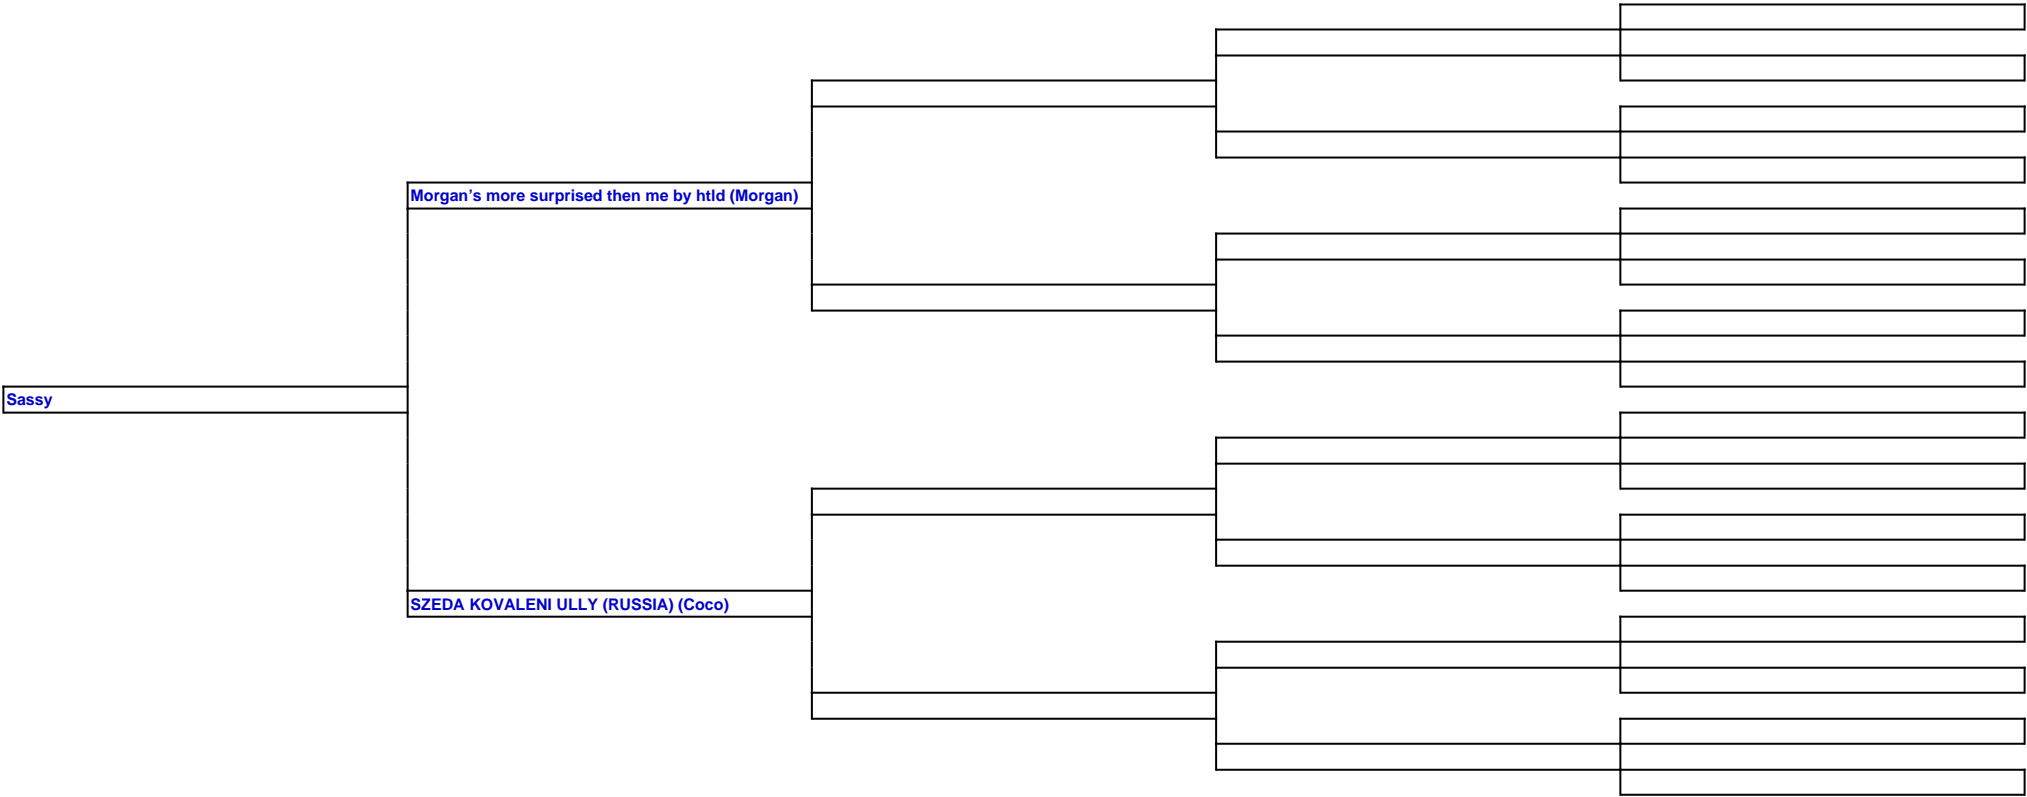 Morgan’s more surprised then me by htld (Morgan)
Sassy
SZEDA KOVALENI ULLY (RUSSIA) (Coco)